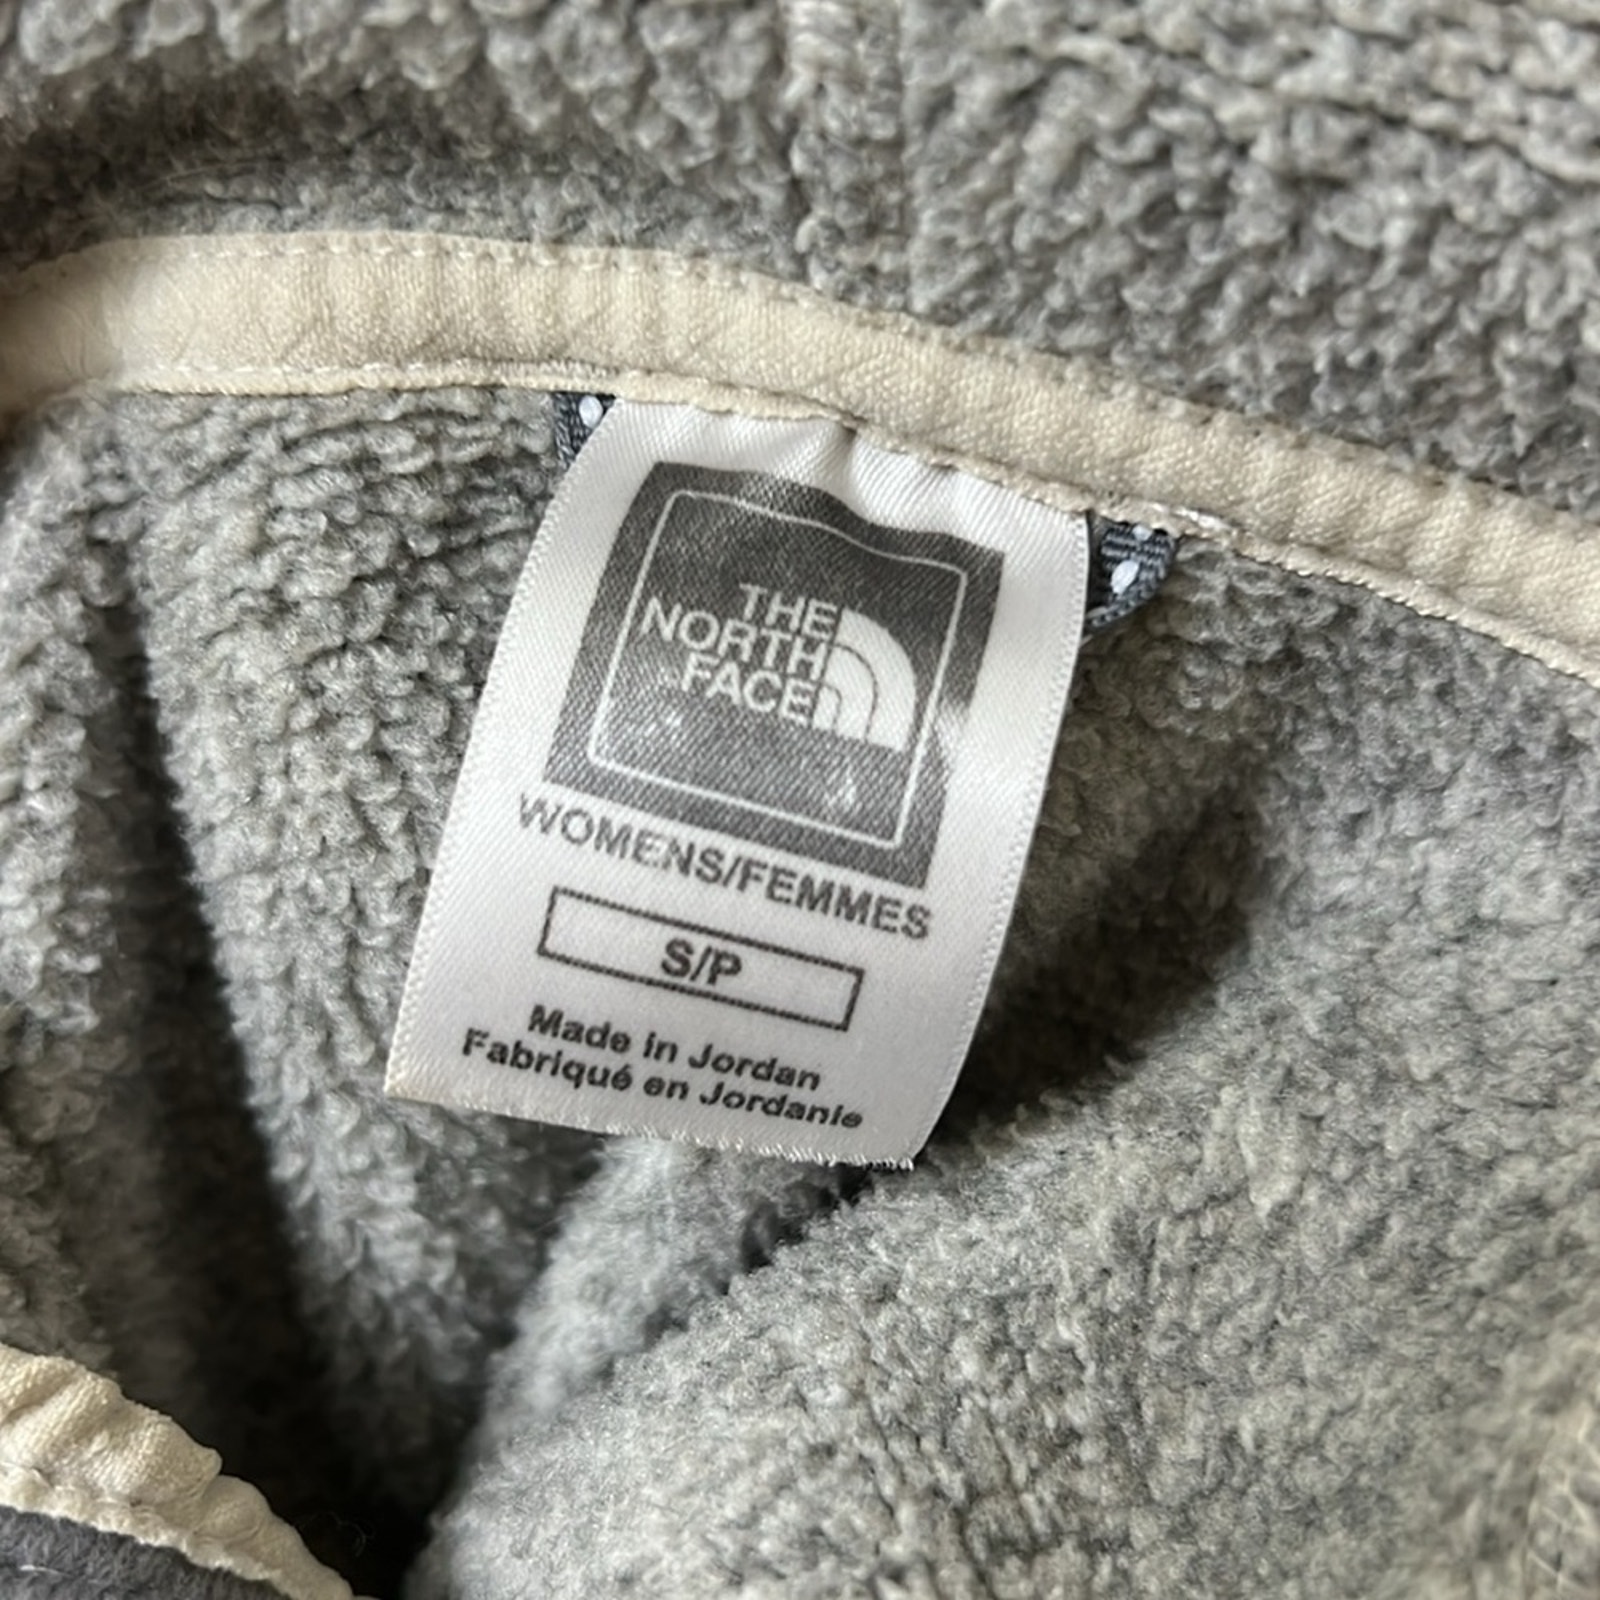 THE
NORTH
FACE
WOMENS/FEMMES
S/P
Made in Jordan
Fabriqué en Jordanie